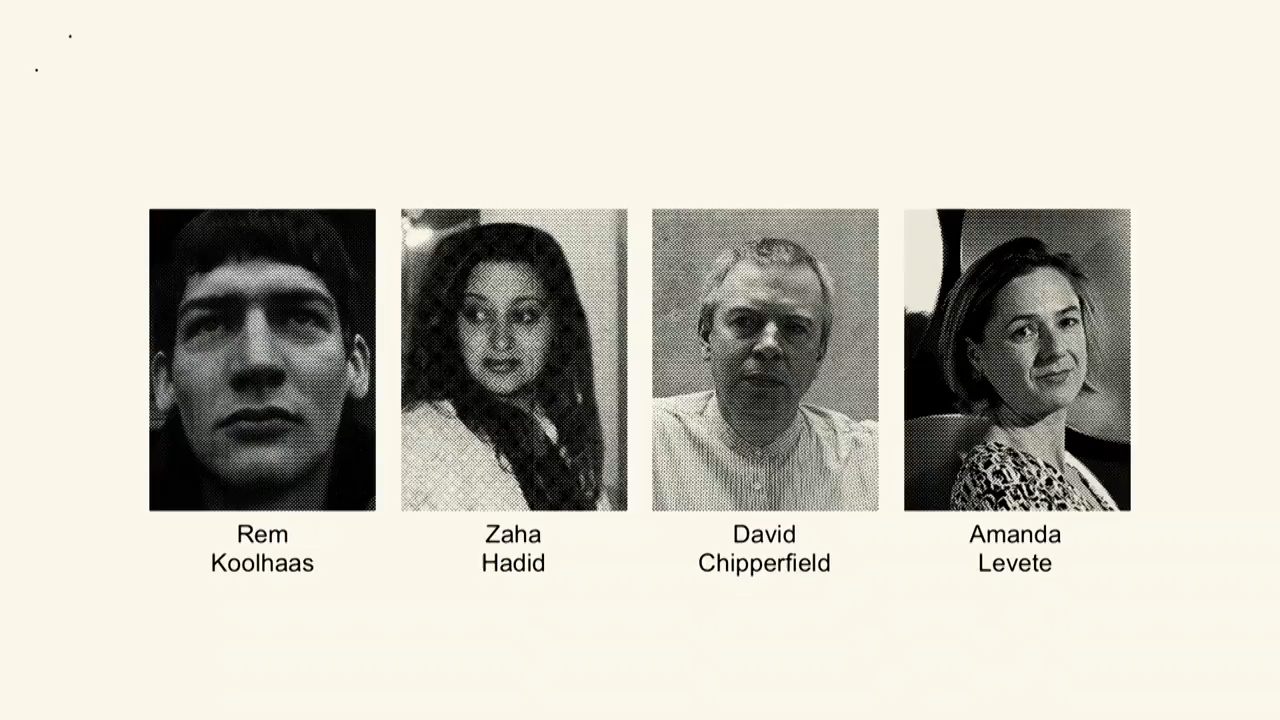 Rem
Koolhaas
Zaha
Hadid
David
Chipperfield
Amanda
Levete